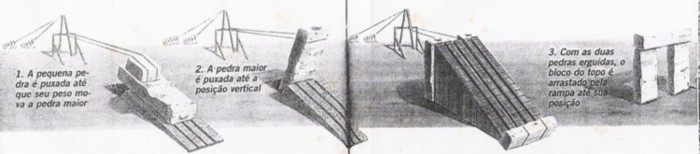 1. A pequena pe-
dra é puxada até
que seu peso mo-
va a pedra maior
2. A pedra maior
é puxada até a
posição vertical
3. Com as duas
pedras erguidas, o
bloco do topo é
arrastado pela
rampa até sua
posição